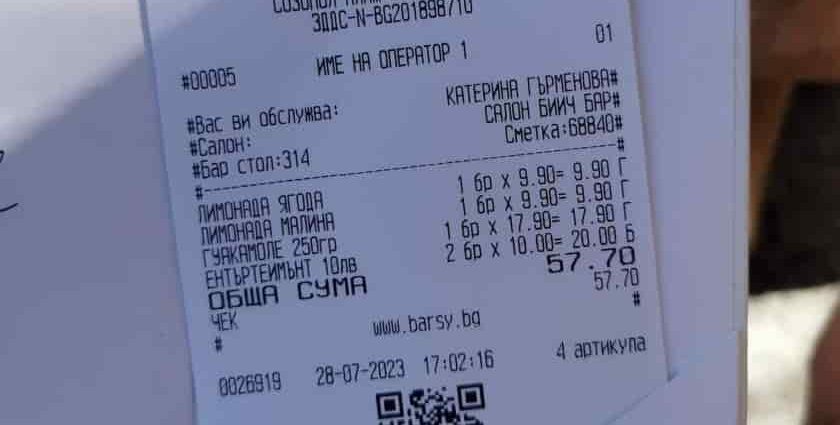 ЗДДС-N-BG201898710
ИМЕ НА ОПЕРАТОР 1 01
#00005
#Вас ви обслужва: КАТЕРИНА ГЪРМЕНОВА#
#Салон: САЛОН БИЙЧ БАР#
#Бар стол:314 Сметка:68840#
#----------------------------------#
ЛИМОНАДА ЯГОДА 1 бр x 9.90= 9.90 Г
ЛИМОНАДА МАЛИНА 1 бр x 9.90= 9.90 Г
ГУАКАМОЛЕ 250гр 1 бр x 17.90= 17.90 Г
ЕНТЪРТЕИМЪНТ 10лв 2 бр x 10.00= 20.00 Б
ОБЩА СУМА 57.70
ЧЕК 57.70
# #
www.barsy.bg
0026919 28-07-2023 17:02:16 4 артикула